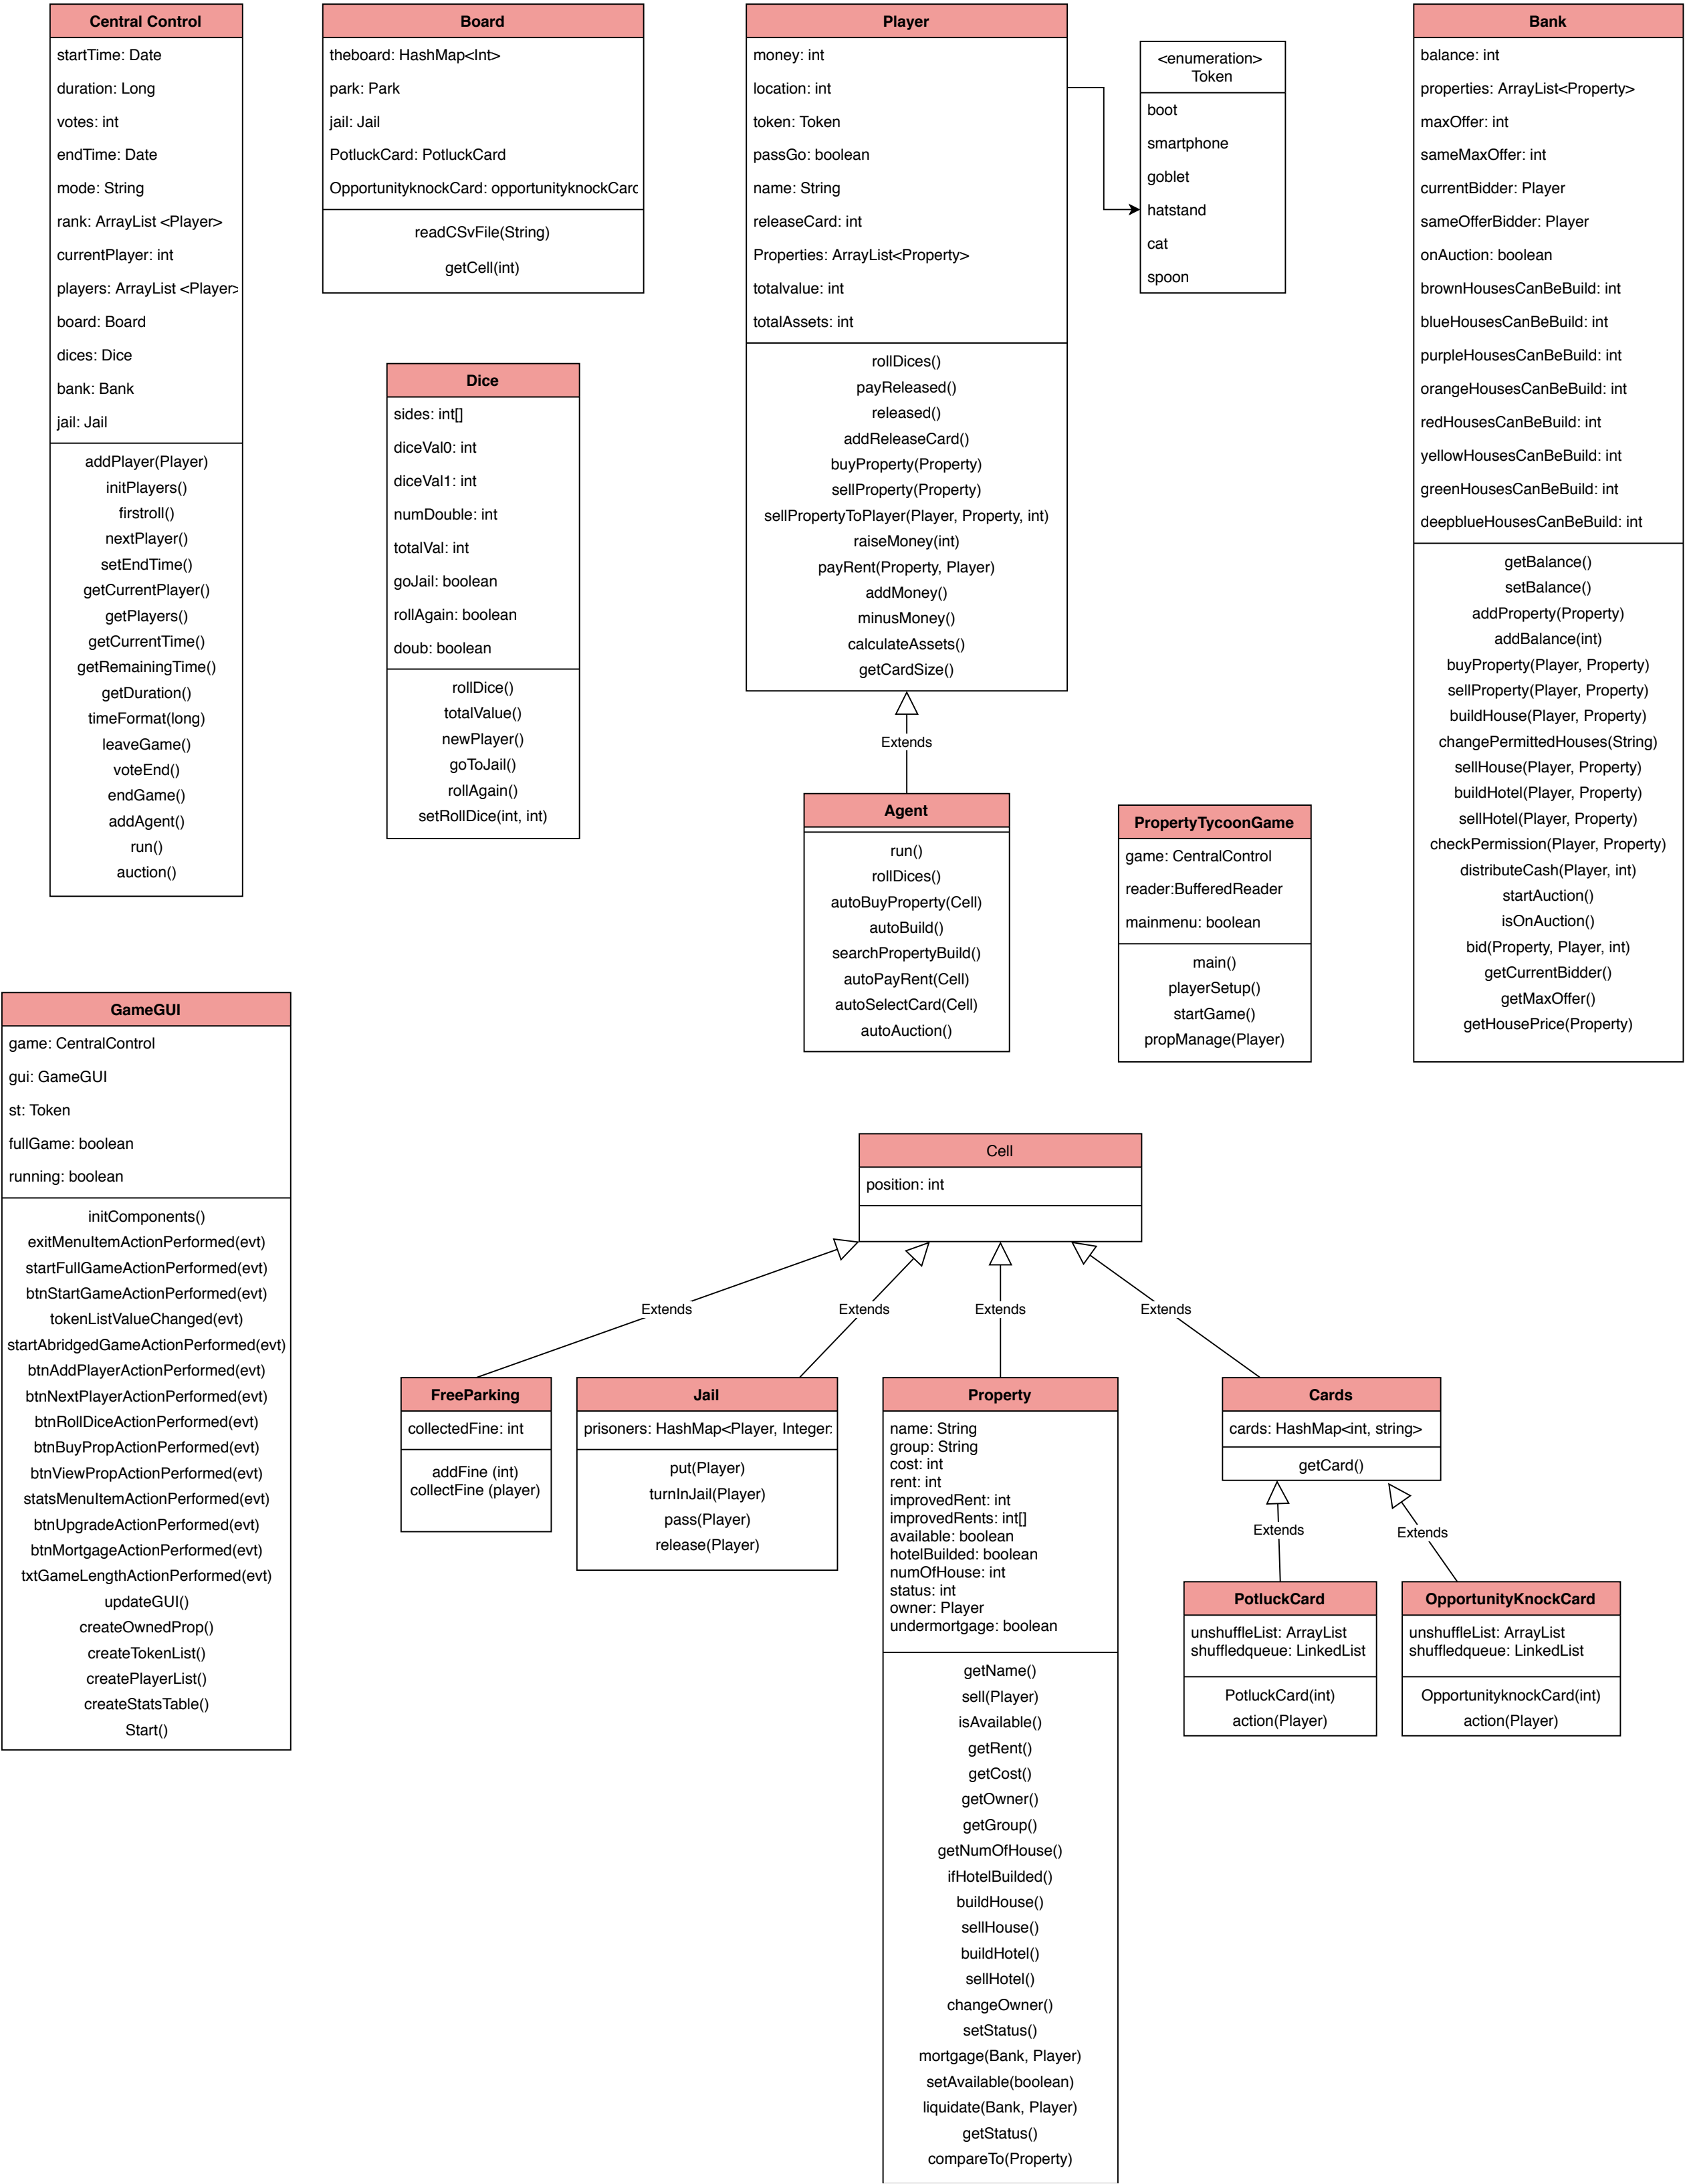 Central Control
startTime: Date
duration: Long
votes: int
endTime: Date
mode: String
rank: ArrayList <Player>
currentPlayer: int
players: ArrayList <Player>
board: Board
dices: Dice
bank: Bank
jail: Jail
addPlayer(Player)
initPlayers()
firstroll()
nextPlayer()
setEndTime()
getCurrentPlayer()
getPlayers()
getCurrentTime()
getRemainingTime()
getDuration()
timeFormat(long)
leaveGame()
voteEnd()
endGame()
addAgent()
run()
auction()
Board
theboard: HashMap<Int>
park: Park
jail: Jail
PotluckCard: PotluckCard
OpportunityknockCard: opportunityknockCard
readCSvFile(String)
getCell(int)
Dice
sides: int[]
diceVal0: int
diceVal1: int
numDouble: int
totalVal: int
goJail: boolean
rollAgain: boolean
doub: boolean
rollDice()
totalValue()
newPlayer()
goToJail()
rollAgain()
setRollDice(int, int)
Player
money: int
location: int
token: Token
passGo: boolean
name: String
releaseCard: int
Properties: ArrayList<Property>
totalvalue: int
totalAssets: int
rollDices()
payReleased()
released()
addReleaseCard()
buyProperty(Property)
sellProperty(Property)
sellPropertyToPlayer(Player, Property, int)
raiseMoney(int)
payRent(Property, Player)
addMoney()
minusMoney()
calculateAssets()
getCardSize()
<enumeration>
Token
boot
smartphone
goblet
hatstand
cat
spoon
Bank
balance: int
properties: ArrayList<Property>
maxOffer: int
sameMaxOffer: int
currentBidder: Player
sameOfferBidder: Player
onAuction: boolean
brownHousesCanBeBuild: int
blueHousesCanBeBuild: int
purpleHousesCanBeBuild: int
orangeHousesCanBeBuild: int
redHousesCanBeBuild: int
yellowHousesCanBeBuild: int
greenHousesCanBeBuild: int
deepblueHousesCanBeBuild: int
getBalance()
setBalance()
addProperty(Property)
addBalance(int)
buyProperty(Player, Property)
sellProperty(Player, Property)
buildHouse(Player, Property)
changePermittedHouses(String)
sellHouse(Player, Property)
buildHotel(Player, Property)
sellHotel(Player, Property)
checkPermission(Player, Property)
distributeCash(Player, int)
startAuction()
isOnAuction()
bid(Property, Player, int)
getCurrentBidder()
getMaxOffer()
getHousePrice(Property)
Extends
Agent
run()
rollDices()
autoBuyProperty(Cell)
autoBuild()
searchPropertyBuild()
autoPayRent(Cell)
autoSelectCard(Cell)
autoAuction()
PropertyTycoonGame
game: CentralControl
reader:BufferedReader
mainmenu: boolean
main()
playerSetup()
startGame()
propManage(Player)
GameGUI
game: CentralControl
gui: GameGUI
st: Token
fullGame: boolean
running: boolean
initComponents()
exitMenuItemActionPerformed(evt)
startFullGameActionPerformed(evt)
btnStartGameActionPerformed(evt)
tokenListValueChanged(evt)
startAbridgedGameActionPerformed(evt)
btnAddPlayerActionPerformed(evt)
btnNextPlayerActionPerformed(evt)
btnRollDiceActionPerformed(evt)
btnBuyPropActionPerformed(evt)
btnViewPropActionPerformed(evt)
statsMenuItemActionPerformed(evt)
btnUpgradeActionPerformed(evt)
btnMortgageActionPerformed(evt)
txtGameLengthActionPerformed(evt)
updateGUI()
createOwnedProp()
createTokenList()
createPlayerList()
createStatsTable()
Start()
Cell
position: int
Extends
Extends
Extends
Extends
FreeParking
collectedFine: int
addFine (int)
collectFine (player)
Jail
prisoners: HashMap<Player, Integer:
put(Player)
turnInJail(Player)
pass(Player)
release(Player)
Property
name: String
group: String
cost: int
rent: int
improvedRent: int
improvedRents: int[]
available: boolean
hotelBuilded: boolean
numOfHouse: int
status: int
owner: Player
undermortgage: boolean
getName()
sell(Player)
isAvailable()
getRent()
getCost()
getOwner()
getGroup()
getNumOfHouse()
ifHotelBuilded()
buildHouse()
sellHouse()
buildHotel()
sellHotel()
changeOwner()
setStatus()
mortgage(Bank, Player)
setAvailable(boolean)
liquidate(Bank, Player)
getStatus()
compareTo(Property)
Cards
cards: HashMap<int, string>
getCard()
Extends
Extends
PotluckCard
unshuffleList: ArrayList
shuffledqueue: LinkedList
PotluckCard(int)
action(Player)
OpportunityKnockCard
unshuffleList: ArrayList
shuffledqueue: LinkedList
OpportunityknockCard(int)
action(Player)